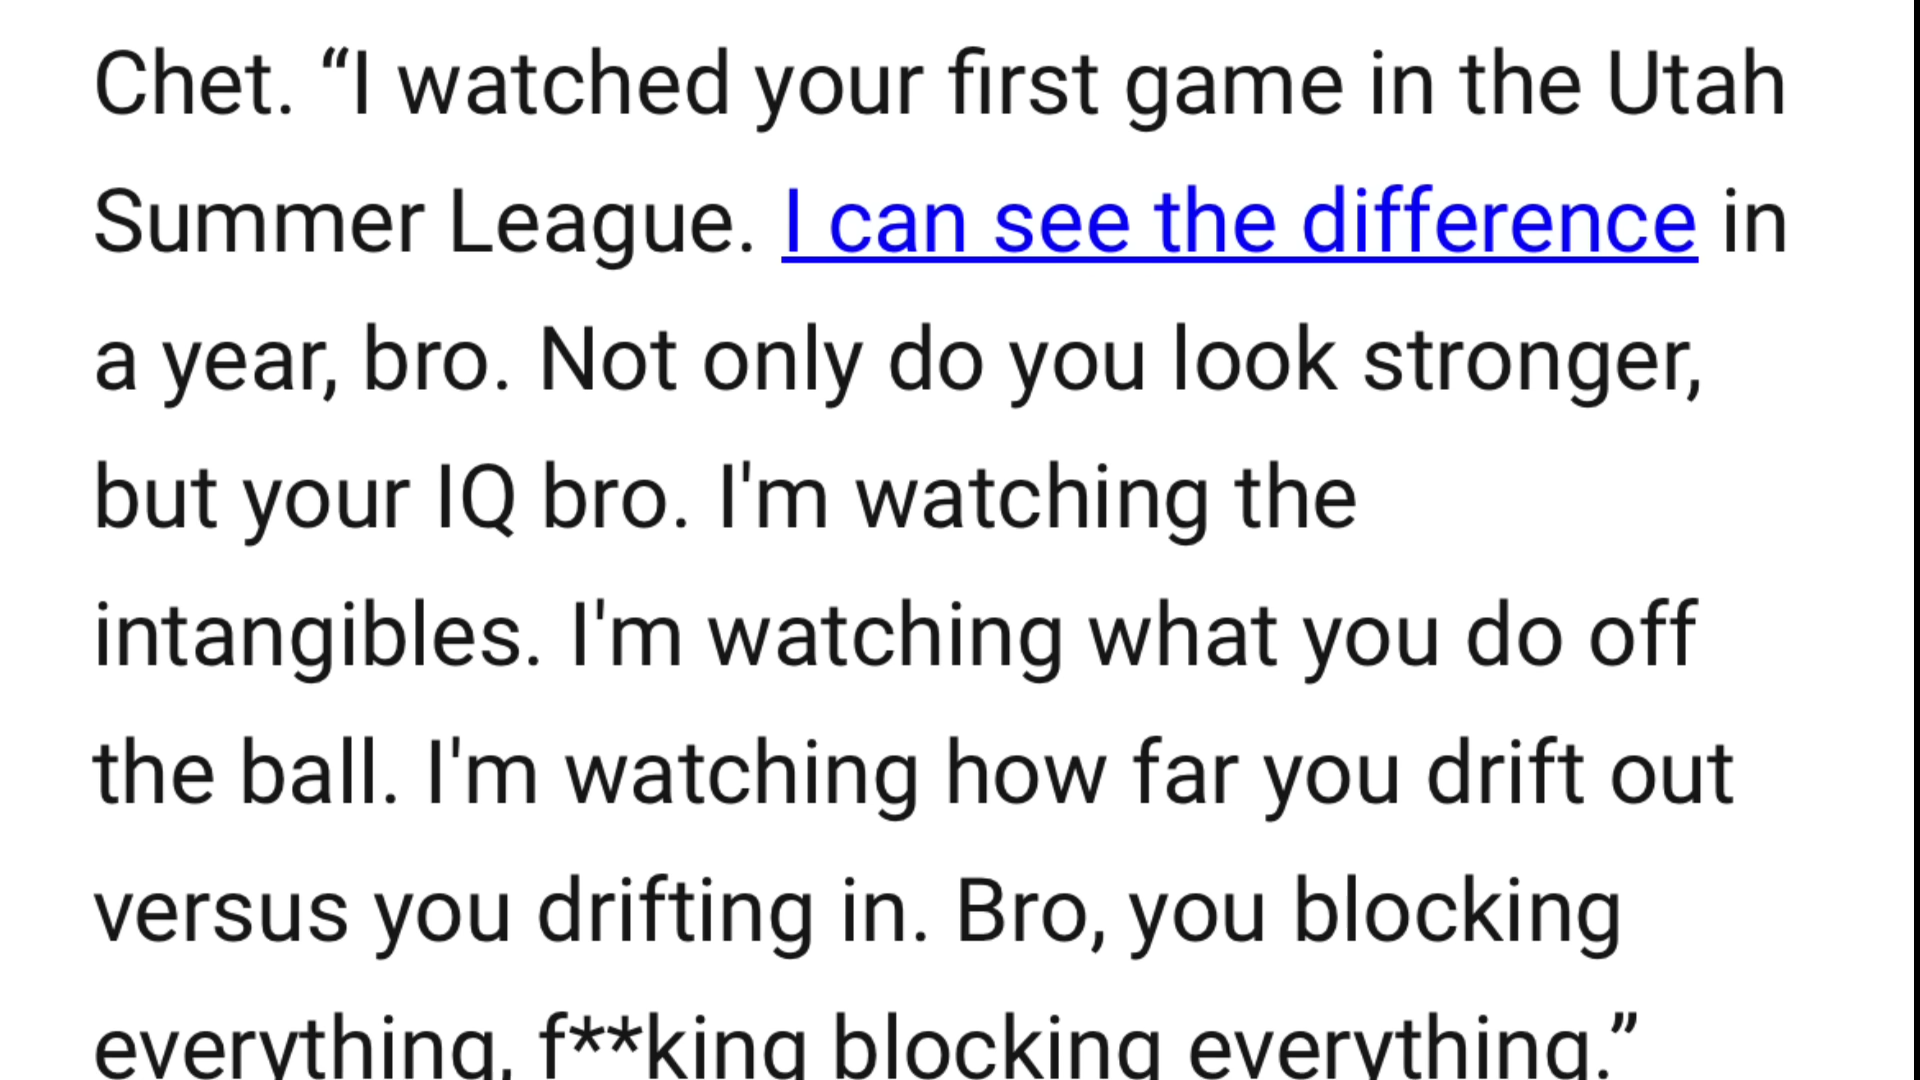 Chet. “I watched your first game in the Utah
Summer League. I can see the difference in
a year, bro. Not only do you look stronger,
but your IQ bro. I'm watching the
intangibles. I'm watching what you do off
the ball. I'm watching how far you drift out
versus you drifting in. Bro, you blocking
everything, f**king blocking everything.”